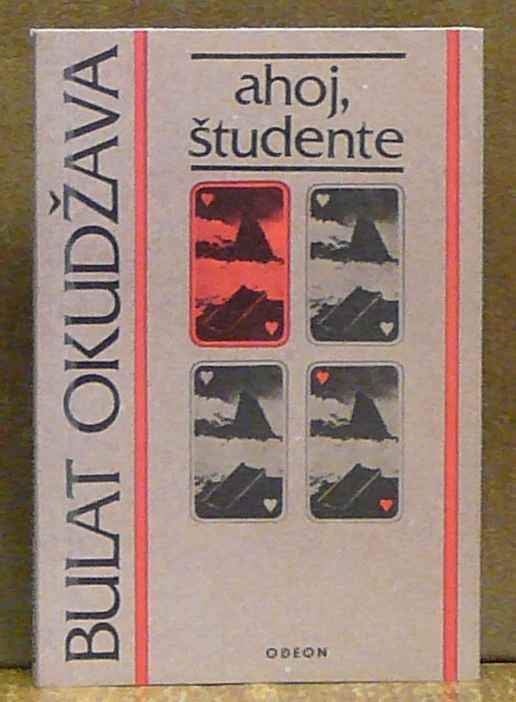 BULAT OKUDŽAVA
ahoj,
študente
ODEON